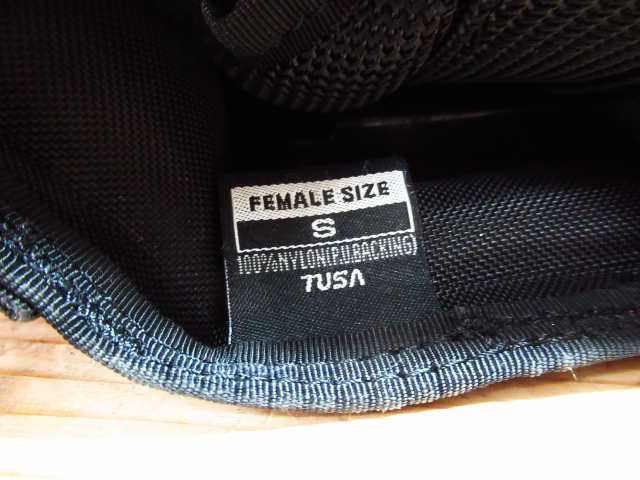 FEMALE SIZE
S
100%NYLON(P.U.BACKING)
TUSA